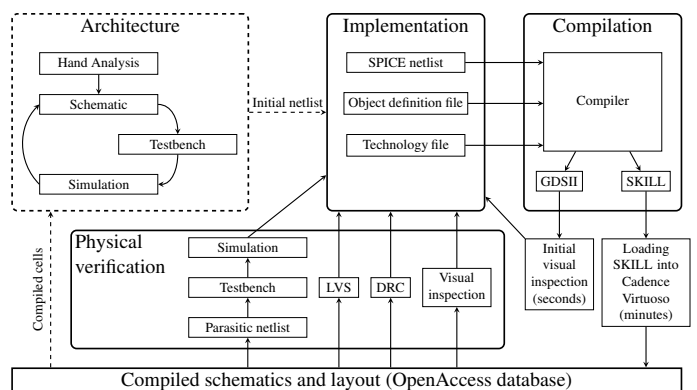 Architecture
Hand Analysis
Schematic
Testbench
Simulation
Initial netlist
Implementation
SPICE netlist
Object definition file
Technology file
Compilation
Compiler
GDSII
SKILL
Compiled cells
Physical
verification
Simulation
Testbench
Parasitic netlist
LVS
DRC
Visual
inspection
Initial
visual
inspection
(seconds)
Loading
SKILL into
Cadence
Virtuoso
(minutes)
Compiled schematics and layout (OpenAccess database)